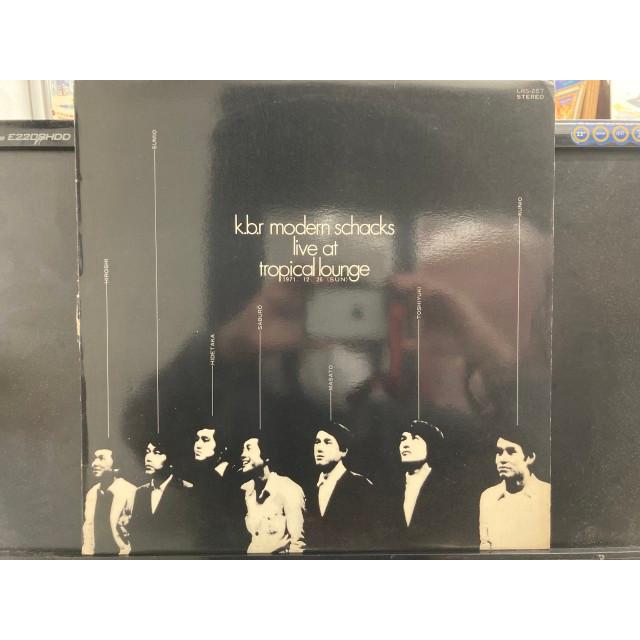 LRS-257
STEREO
E2209HDD
22"
k.b.r modern schacks
live at
tropical lounge
1971. 12. 26 (SUN)
HIROSHI
SUMIO
HIDETAKA
SABURO
MASATO
TOSHIYUKI
KUNIO